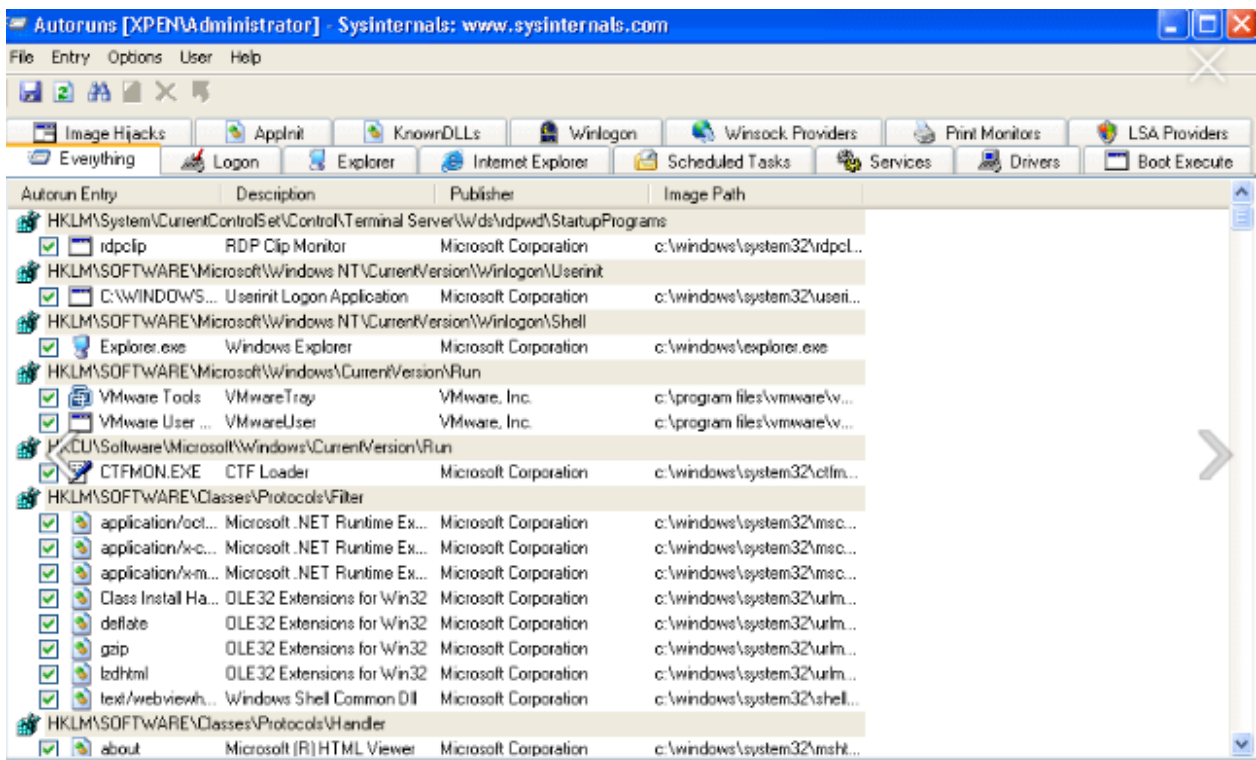 Autoruns [XPEN\Administrator] - Sysinternals: www.sysinternals.com
File Entry Options User Help
Image Hijacks AppInit KnownDLLs Winlogon Winsock Providers Print Monitors LSA Providers
Everything Logon Explorer Internet Explorer Scheduled Tasks Services Drivers Boot Execute
Autorun Entry Description Publisher Image Path
HKLM\System\CurrentControlSet\Control\Terminal Server\Wds\rdpwd\StartupPrograms
rdpclip RDP Clip Monitor Microsoft Corporation c:\windows\system32\rdpcl...
HKLM\SOFTWARE\Microsoft\Windows NT\CurrentVersion\Winlogon\Userinit
C:\WINDOWS... Userinit Logon Application Microsoft Corporation c:\windows\system32\useri...
HKLM\SOFTWARE\Microsoft\Windows NT\CurrentVersion\Winlogon\Shell
Explorer.exe Windows Explorer Microsoft Corporation c:\windows\explorer.exe
HKLM\SOFTWARE\Microsoft\Windows\CurrentVersion\Run
VMware Tools VMwareTray VMware, Inc. c:\program files\vmware\v...
VMware User ... VMwareUser VMware, Inc. c:\program files\vmware\v...
HKCU\Software\Microsoft\Windows\CurrentVersion\Run
CTFMON.EXE CTF Loader Microsoft Corporation c:\windows\system32\ctfm...
HKLM\SOFTWARE\Classes\Protocols\Filter
application/oct... Microsoft .NET Runtime Ex... Microsoft Corporation c:\windows\system32\msc...
application/x-c... Microsoft .NET Runtime Ex... Microsoft Corporation c:\windows\system32\msc...
application/x-m... Microsoft .NET Runtime Ex... Microsoft Corporation c:\windows\system32\msc...
Class Install Ha... OLE32 Extensions for Win32 Microsoft Corporation c:\windows\system32\urlm...
deflate OLE32 Extensions for Win32 Microsoft Corporation c:\windows\system32\urlm...
gzip OLE32 Extensions for Win32 Microsoft Corporation c:\windows\system32\urlm...
lzdhtml OLE32 Extensions for Win32 Microsoft Corporation c:\windows\system32\urlm...
text/webviewh... Windows Shell Common Dll Microsoft Corporation c:\windows\system32\shell...
HKLM\SOFTWARE\Classes\Protocols\Handler
about Microsoft (R) HTML Viewer Microsoft Corporation c:\windows\system32\msht...